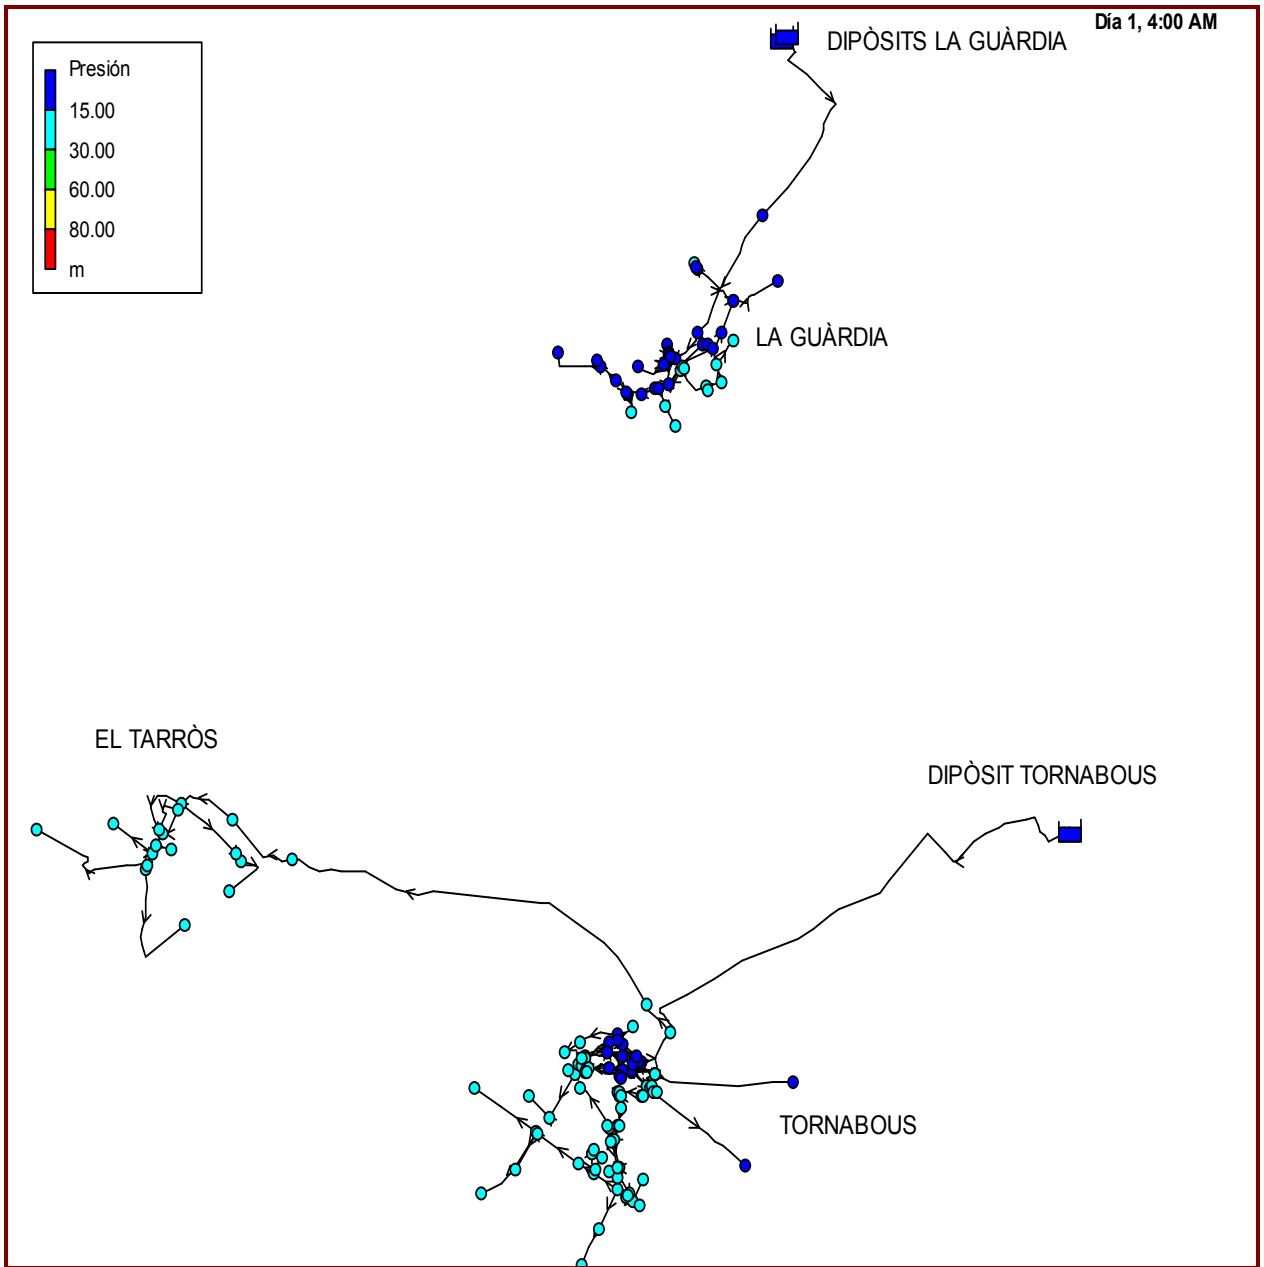 Día 1, 4:00 AM
DIPÒSITS LA GUÀRDIA
Presión
15.00
30.00
60.00
80.00
m
LA GUÀRDIA
EL TARRÒS
DIPÒSIT TORNABOUS
TORNABOUS